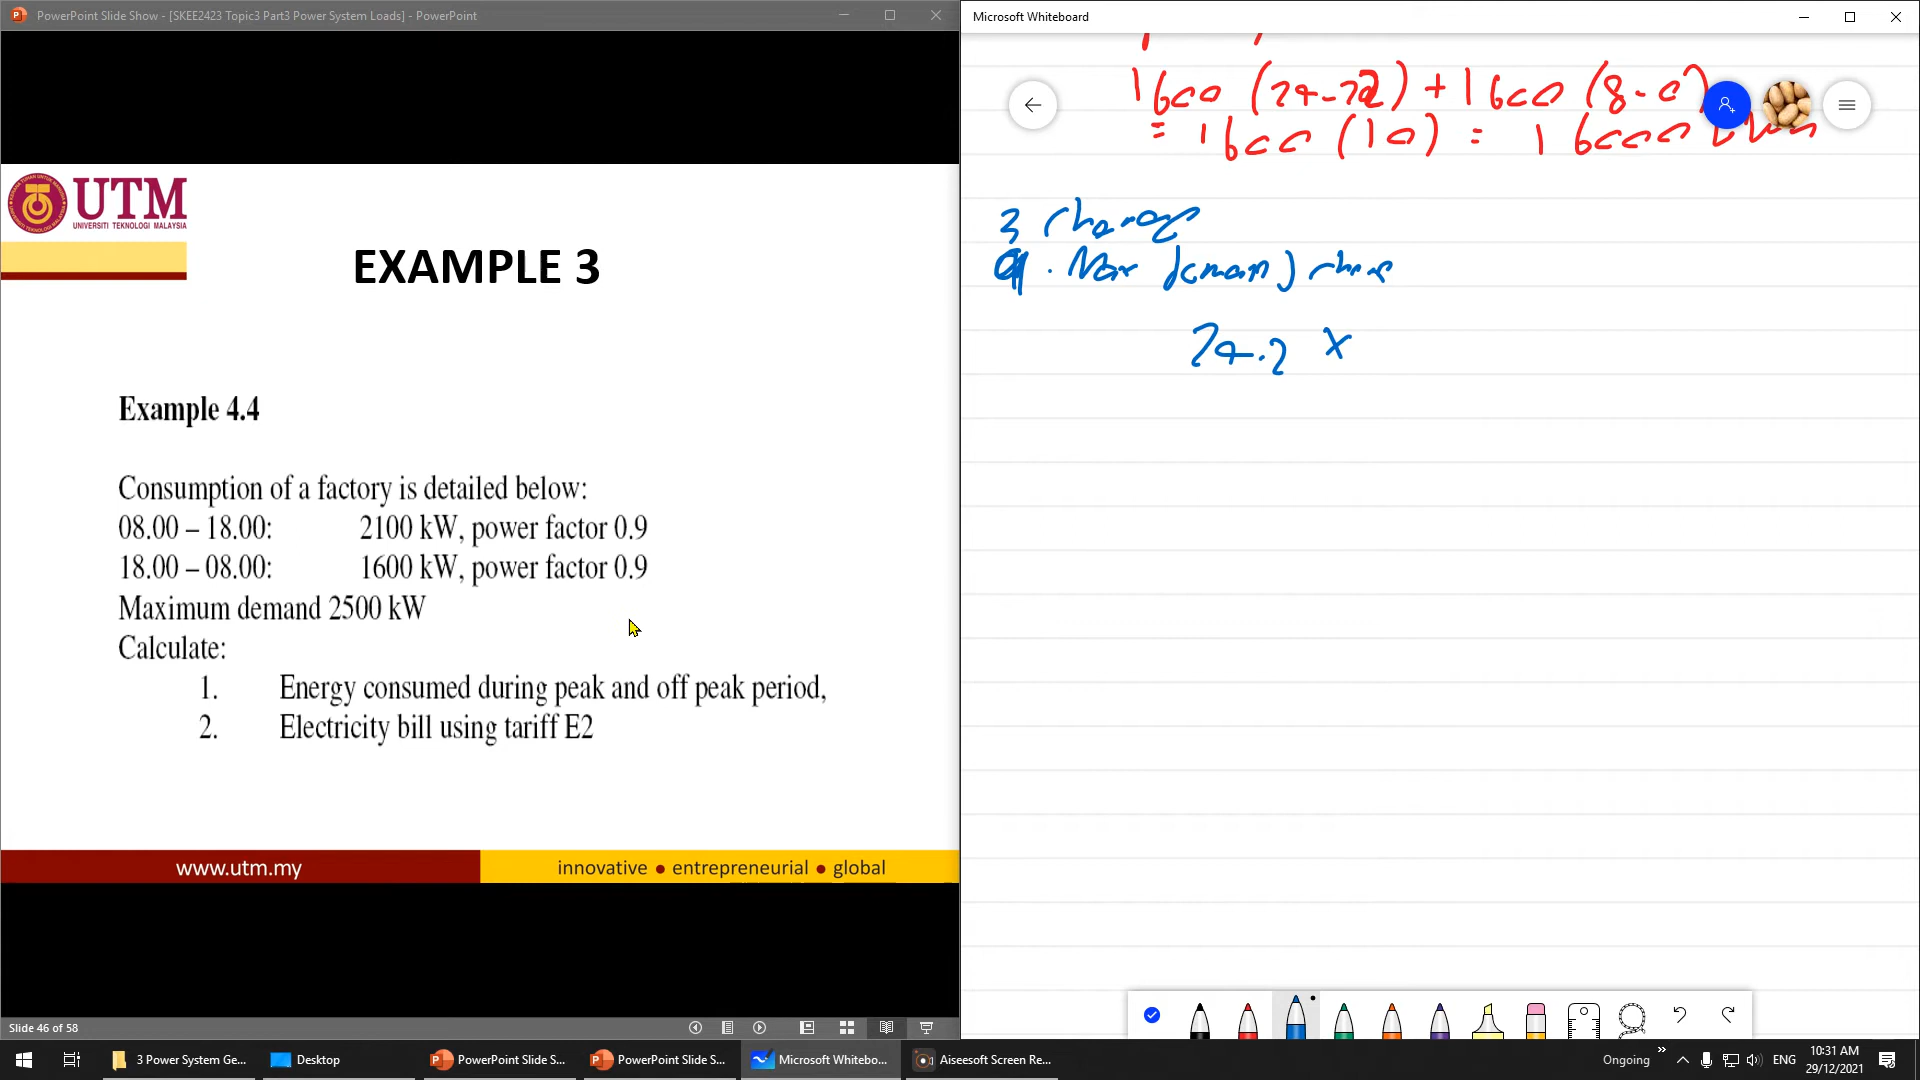 PowerPoint Slide Show - [SKEE2423 Topic3 Part3 Power System Loads] - PowerPoint
UTM
UNIVERSITI TEKNOLOGI MALAYSIA
EXAMPLE 3
Example 4.4
Consumption of a factory is detailed below:
08.00 – 18.00: 2100 kW, power factor 0.9
18.00 – 08.00: 1600 kW, power factor 0.9
Maximum demand 2500 kW
Calculate:
1. Energy consumed during peak and off peak period,
2. Electricity bill using tariff E2
www.utm.my
innovative ● entrepreneurial ● global
Slide 46 of 58
Microsoft Whiteboard
1600 (24-22) + 1600 (8-0)
= 1600 (10) = 16000
3 charges
Max demand charge
24.2 x
3 Power System Ge...
Desktop
PowerPoint Slide S...
PowerPoint Slide S...
Microsoft Whitebo...
Aiseesoft Screen Re...
Ongoing
ENG
10:31 AM
29/12/2021